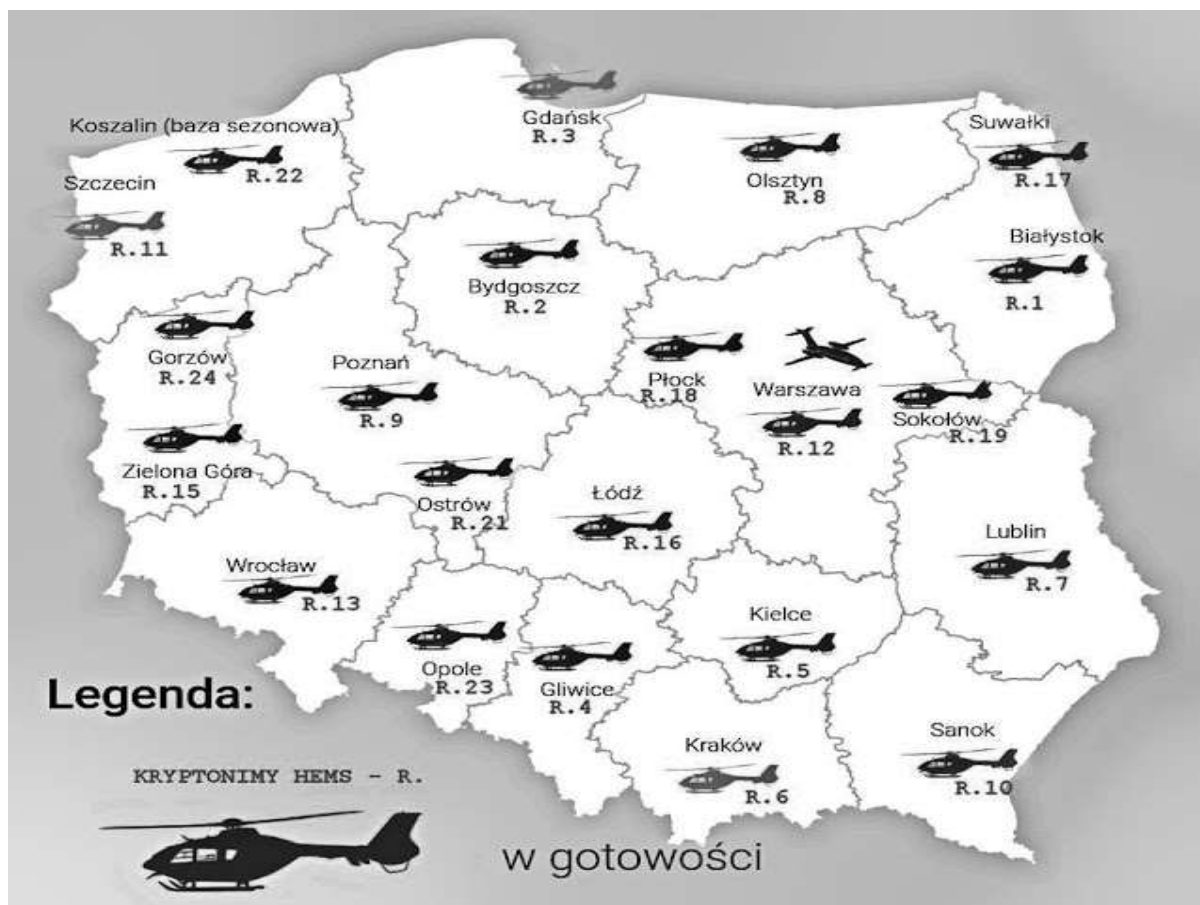 Gdańsk
R.3
Koszalin (baza sezonowa)
R.22
Suwałki
R.17
Olsztyn
R.8
Szczecin
R.11
Białystok
R.1
Bydgoszcz
R.2
Gorzów
R.24
Poznań
R.9
Płock
R.18
Warszawa
R.12
Sokołów
R.19
Zielona Góra
R.15
Ostrów
R.21
Łódź
R.16
Lublin
R.7
Wrocław
R.13
Kielce
R.5
Opole
R.23
Gliwice
R.4
Kraków
R.6
Sanok
R.10
Legenda:
KRYPTONIMY HEMS - R.
w gotowości